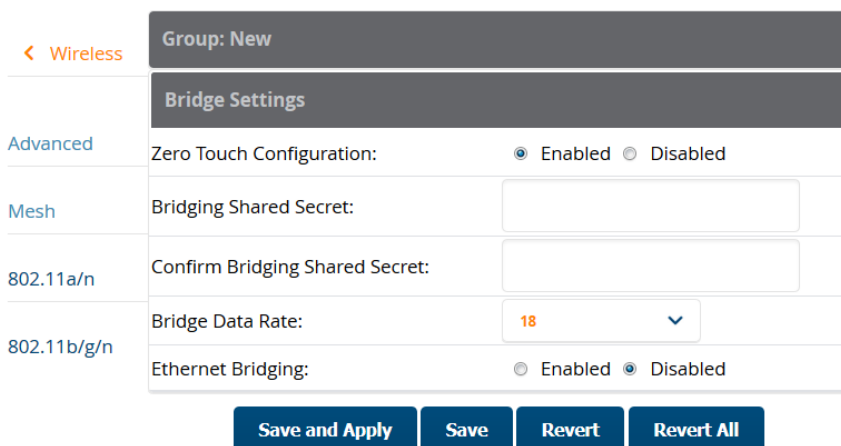 Wireless
Advanced
Mesh
802.11a/n
802.11b/g/n
Group: New
Bridge Settings
Zero Touch Configuration: Enabled Disabled
Bridging Shared Secret:
Confirm Bridging Shared Secret:
Bridge Data Rate: 18
Ethernet Bridging: Enabled Disabled
Save and Apply Save Revert Revert All